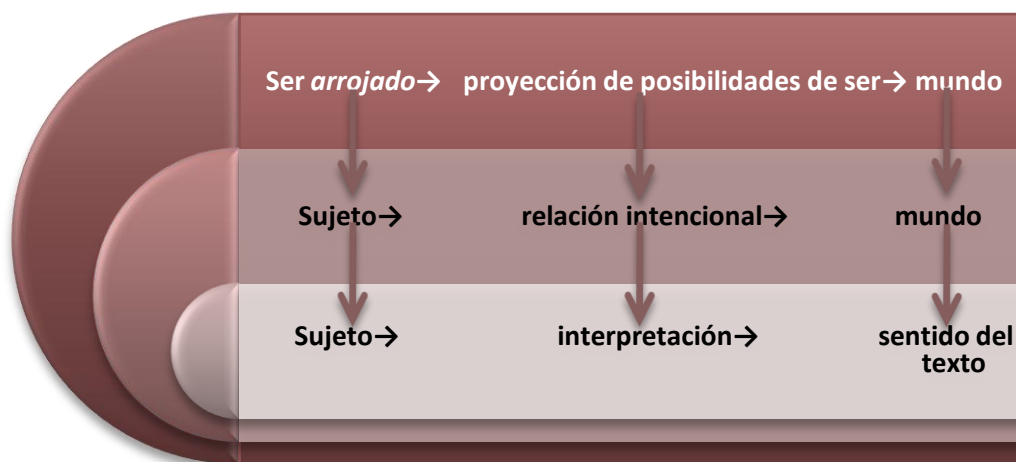 Ser arrojado→ proyección de posibilidades de ser→ mundo
Sujeto→ relación intencional→ mundo
Sujeto→ interpretación→ sentido del
texto